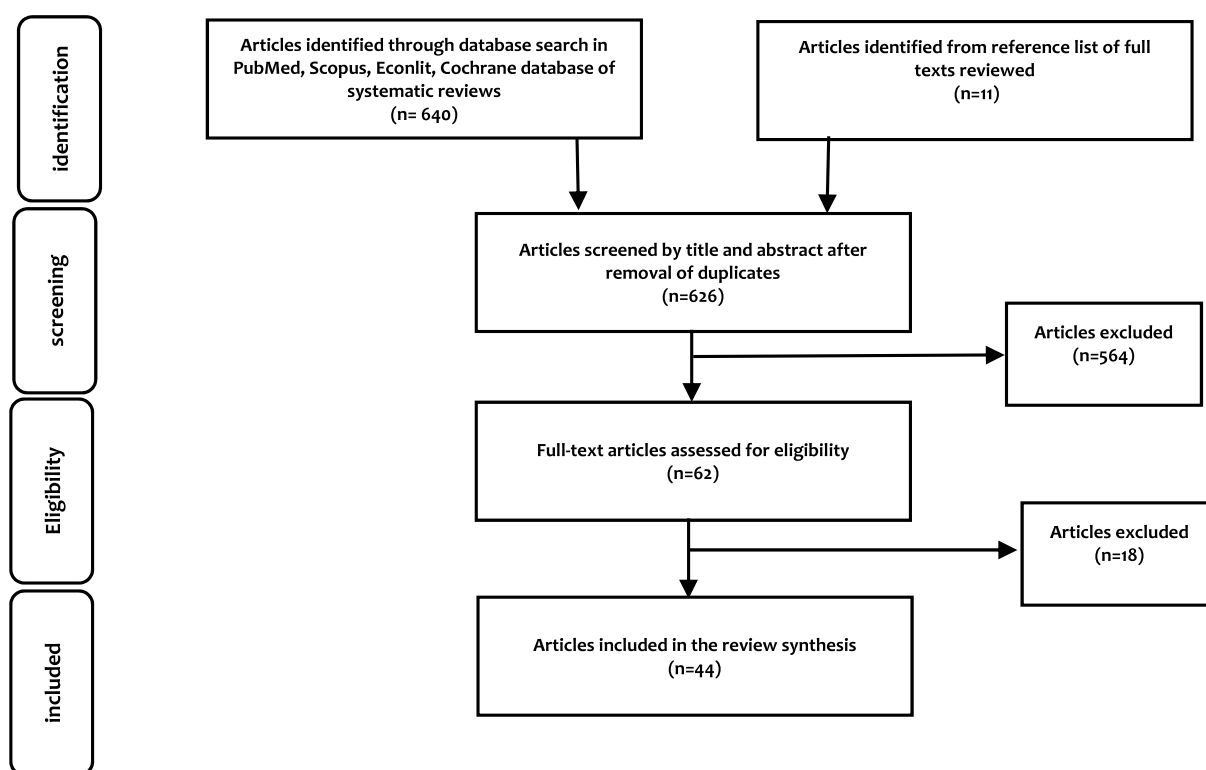 identification
Articles identified through database search in
PubMed, Scopus, Econlit, Cochrane database of
systematic reviews
(n= 640)
Articles identified from reference list of full
texts reviewed
(n=11)
screening
Articles screened by title and abstract after
removal of duplicates
(n=626)
Articles excluded
(n=564)
Eligibility
Full-text articles assessed for eligibility
(n=62)
Articles excluded
(n=18)
included
Articles included in the review synthesis
(n=44)